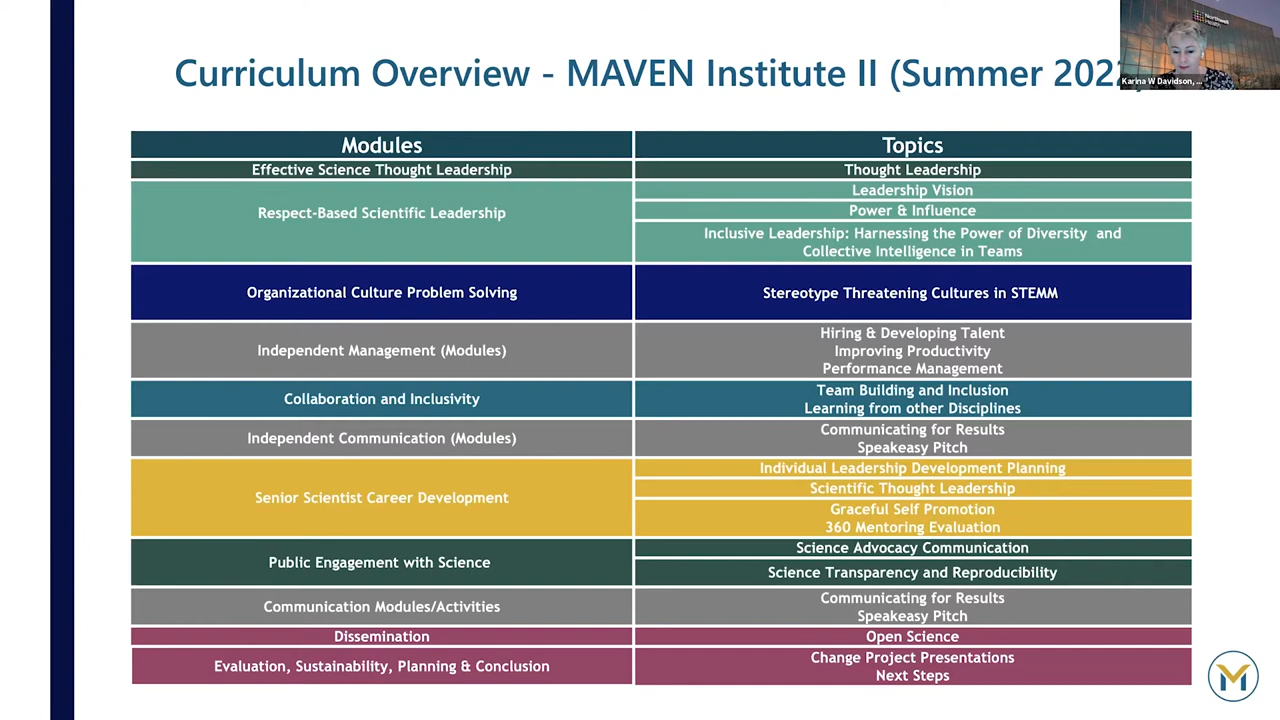 Curriculum Overview - MAVEN Institute II (Summer 2022)
Northwell
Health
Karina W Davidson, ...
Modules
Topics
Effective Science Thought Leadership
Thought Leadership
Respect-Based Scientific Leadership
Leadership Vision
Power & Influence
Inclusive Leadership: Harnessing the Power of Diversity and
Collective Intelligence in Teams
Organizational Culture Problem Solving
Stereotype Threatening Cultures in STEMM
Independent Management (Modules)
Hiring & Developing Talent
Improving Productivity
Performance Management
Collaboration and Inclusivity
Team Building and Inclusion
Learning from other Disciplines
Independent Communication (Modules)
Communicating for Results
Speakeasy Pitch
Senior Scientist Career Development
Individual Leadership Development Planning
Scientific Thought Leadership
Graceful Self Promotion
360 Mentoring Evaluation
Public Engagement with Science
Science Advocacy Communication
Science Transparency and Reproducibility
Communication Modules/Activities
Communicating for Results
Speakeasy Pitch
Dissemination
Open Science
Evaluation, Sustainability, Planning & Conclusion
Change Project Presentations
Next Steps
M